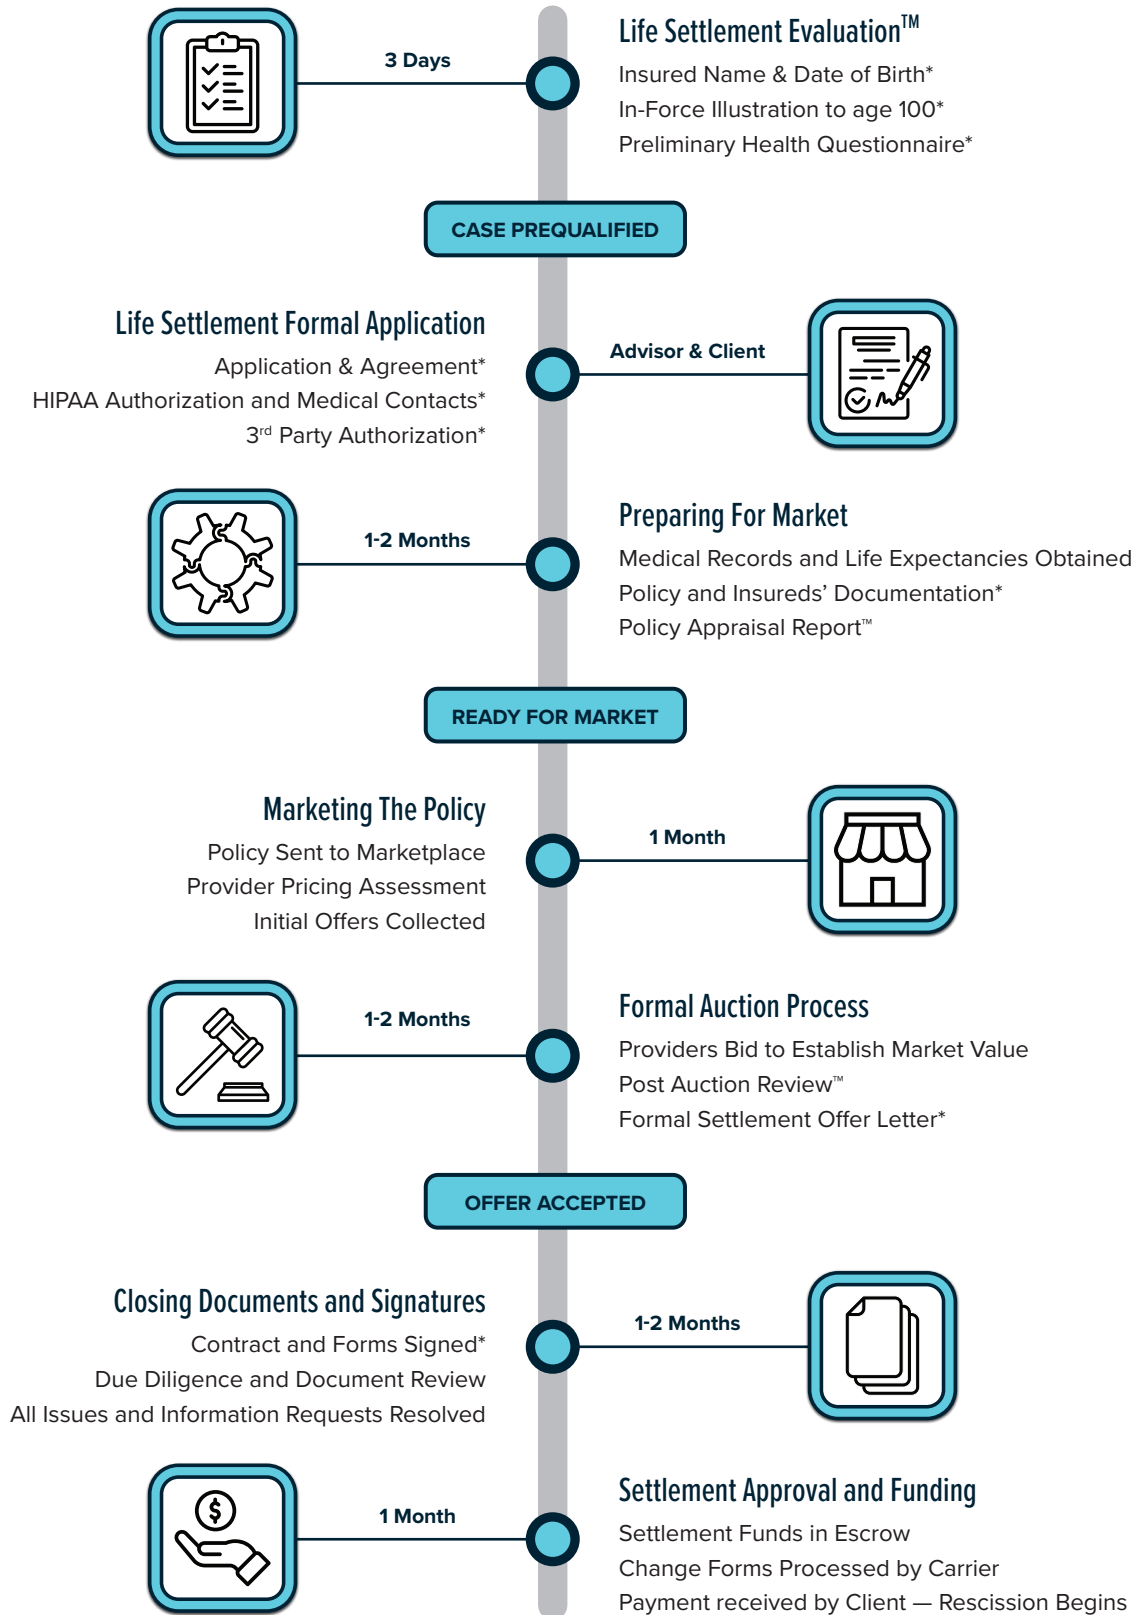 3 Days
Life Settlement Evaluation™
Insured Name & Date of Birth*
In-Force Illustration to age 100*
Preliminary Health Questionnaire*
CASE PREQUALIFIED
Life Settlement Formal Application
Application & Agreement*
HIPAA Authorization and Medical Contacts*
3rd Party Authorization*
Advisor & Client
1-2 Months
Preparing For Market
Medical Records and Life Expectancies Obtained
Policy and Insureds’ Documentation*
Policy Appraisal Report™
READY FOR MARKET
Marketing The Policy
Policy Sent to Marketplace
Provider Pricing Assessment
Initial Offers Collected
1 Month
1-2 Months
Formal Auction Process
Providers Bid to Establish Market Value
Post Auction Review™
Formal Settlement Offer Letter*
OFFER ACCEPTED
Closing Documents and Signatures
Contract and Forms Signed*
Due Diligence and Document Review
All Issues and Information Requests Resolved
1-2 Months
$
1 Month
Settlement Approval and Funding
Settlement Funds in Escrow
Change Forms Processed by Carrier
Payment received by Client — Rescission Begins